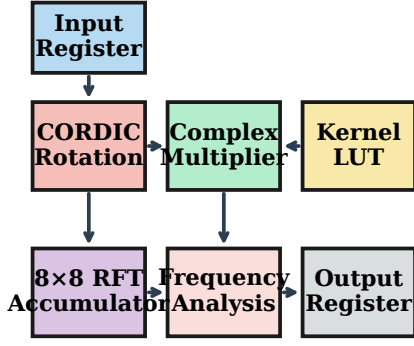 Input
Register
CORDIC
Rotation
Complex
Multiplier
Kernel
LUT
8×8 RFT
Accumulator
Frequency
Analysis
Output
Register